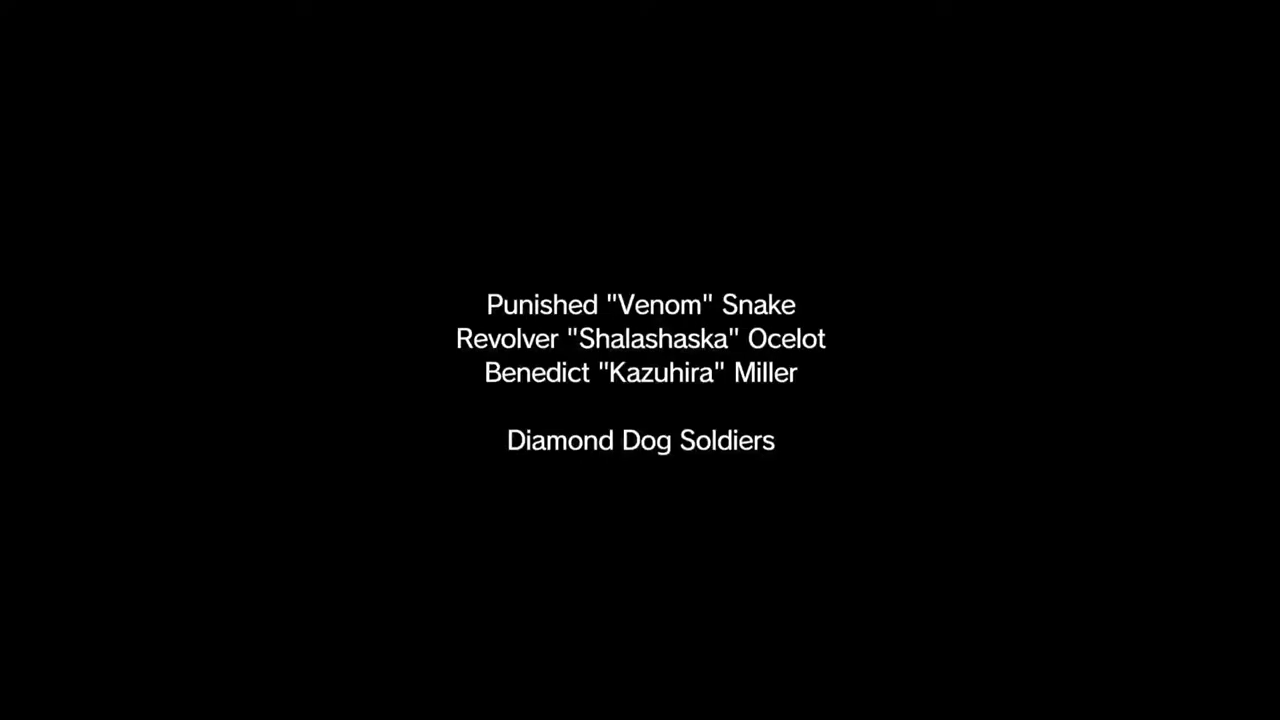 Punished "Venom" Snake
Revolver "Shalashaska" Ocelot
Benedict "Kazuhira" Miller
Diamond Dog Soldiers